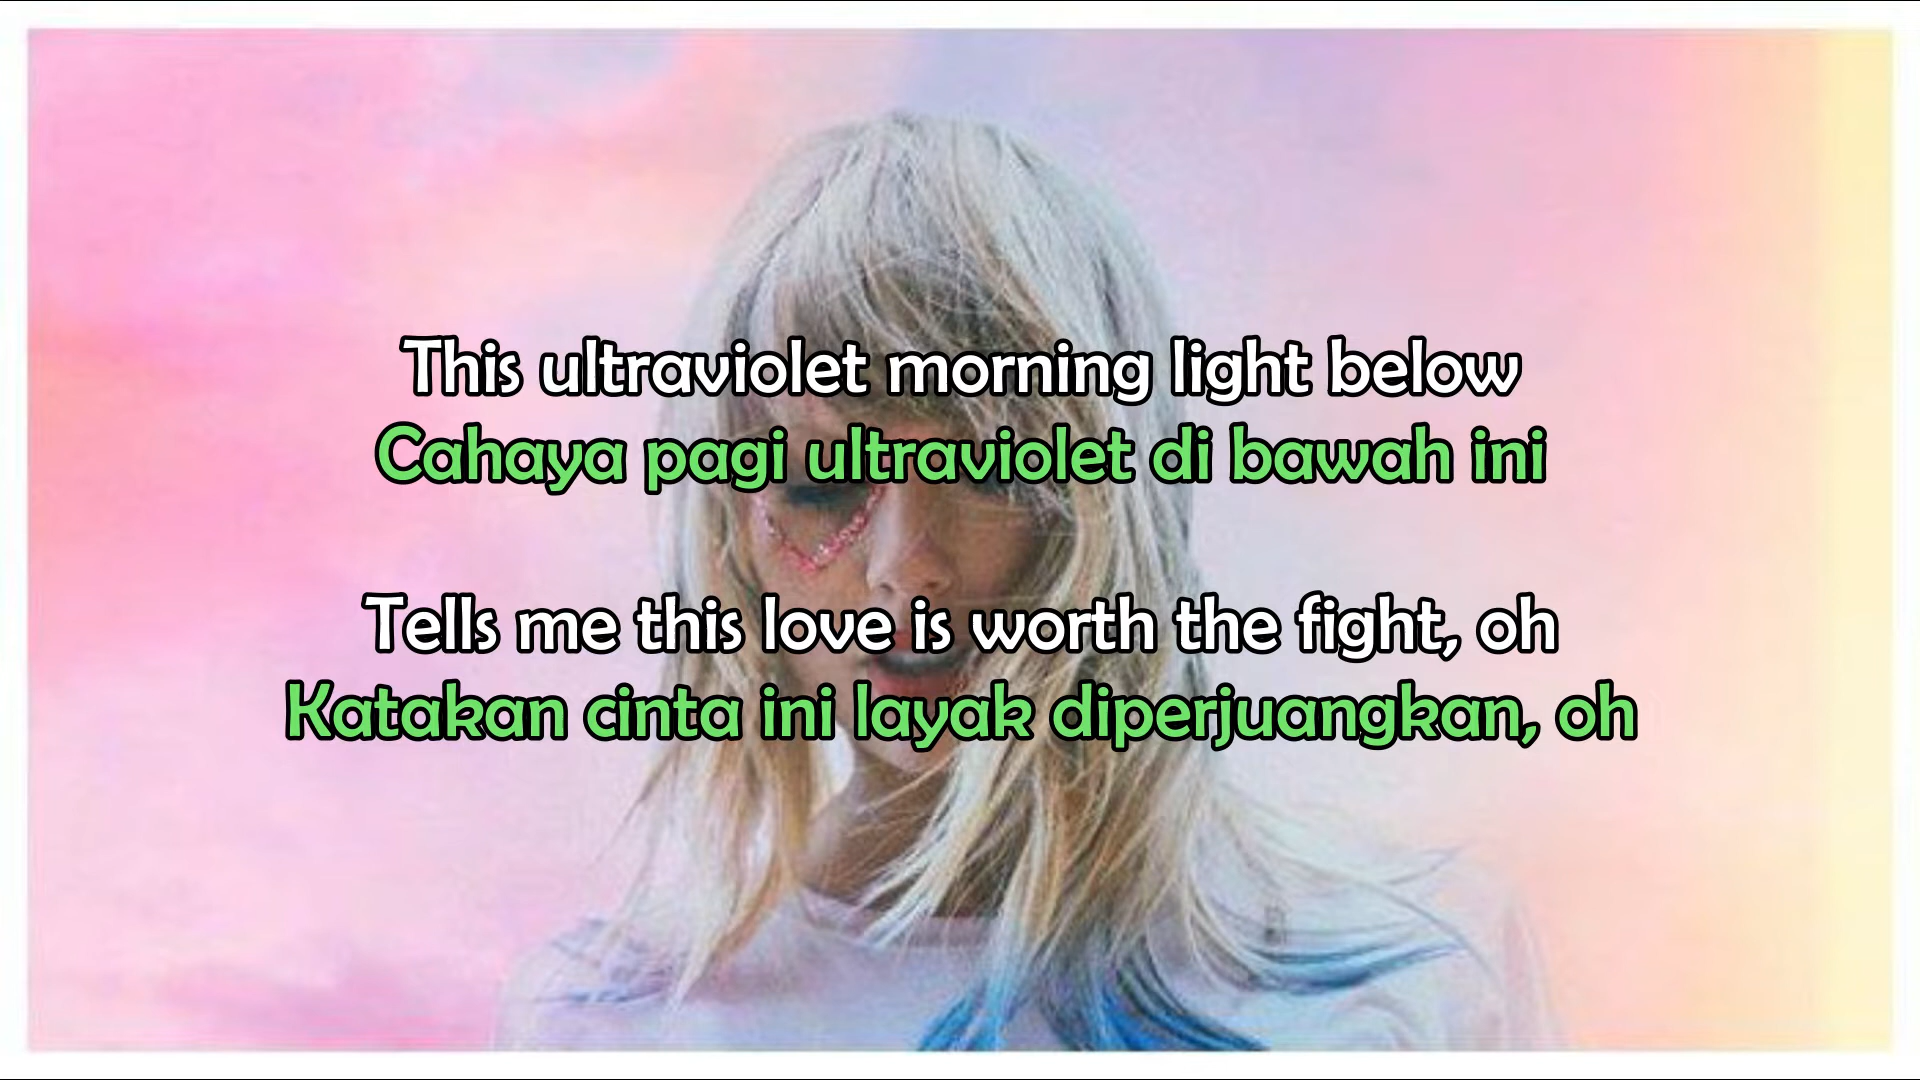 This ultraviolet morning light below
Cahaya pagi ultraviolet di bawah ini
Tells me this love is worth the fight, oh
Katakan cinta ini layak diperjuangkan, oh